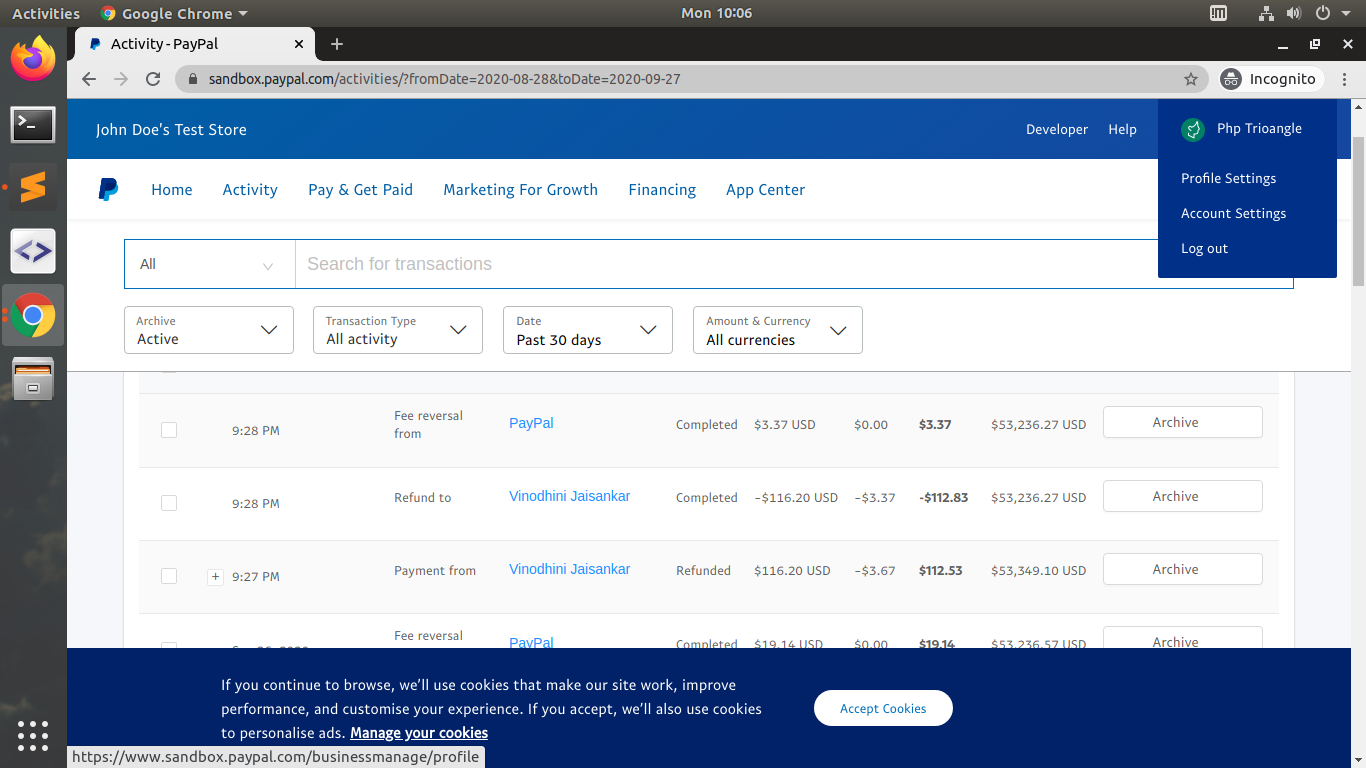 Activities Google Chrome Mon 10:06
Activity - PayPal
sandbox.paypal.com/activities/?fromDate=2020-08-28&toDate=2020-09-27 Incognito
John Doe's Test Store Developer Help Php Trioangle
Profile Settings
Account Settings
Log out
Home Activity Pay & Get Paid Marketing For Growth Financing App Center
All Search for transactions
Archive Transaction Type Date Amount & Currency
Active All activity Past 30 days All currencies
9:28 PM Fee reversal from PayPal Completed $3.37 USD $0.00 $3.37 $53,236.27 USD Archive
9:28 PM Refund to Vinodhini Jaisankar Completed -$116.20 USD -$3.37 -$112.83 $53,236.27 USD Archive
+ 9:27 PM Payment from Vinodhini Jaisankar Refunded $116.20 USD -$3.67 $112.53 $53,349.10 USD Archive
Fee reversal PayPal Completed $19.14 USD $0.00 $19.14 $53,236.57 USD Archive
If you continue to browse, we'll use cookies that make our site work, improve
performance, and customise your experience. If you accept, we'll also use cookies
to personalise ads. Manage your cookies
Accept Cookies
https://www.sandbox.paypal.com/businessmanage/profile